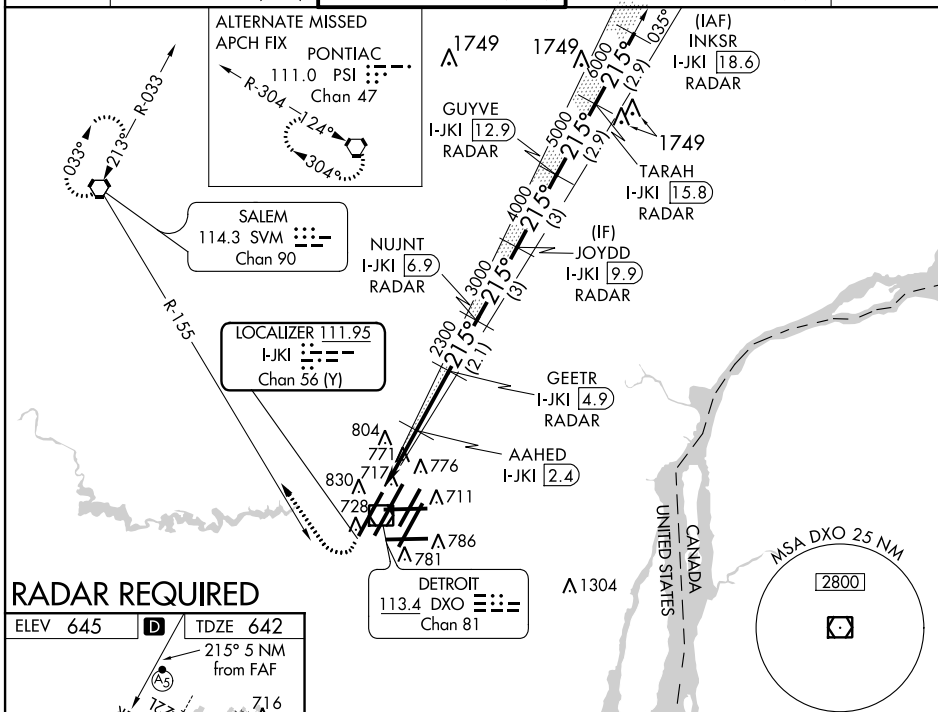 ALTERNATE MISSED
APCH FIX
PONTIAC
111.0 PSI
Chan 47
R-304
124°
304°
R-033
033°
213°
SALEM
114.3 SVM
Chan 90
R-155
LOCALIZER 111.95
I-JKI
Chan 56 (Y)
1749
1749
1749
035°
(IAF)
INKSR
I-JKI 18.6
RADAR
6000
215°
(2.9)
TARAH
I-JKI 15.8
RADAR
5000
215°
(2.9)
GUYVE
I-JKI 12.9
RADAR
4000
215°
(3)
(IF)
JOYDD
I-JKI 9.9
RADAR
3000
215°
(3)
NUJNT
I-JKI 6.9
RADAR
2300
215°
(2.1)
GEETR
I-JKI 4.9
RADAR
AAHED
I-JKI 2.4
804
771
776
717
830
711
728
786
781
1304
DETROIT
113.4 DXO
Chan 81
UNITED STATES
CANADA
MSA DXO 25 NM
2800
RADAR REQUIRED
ELEV 645 D TDZE 642
215° 5 NM
from FAF
A5
221
716